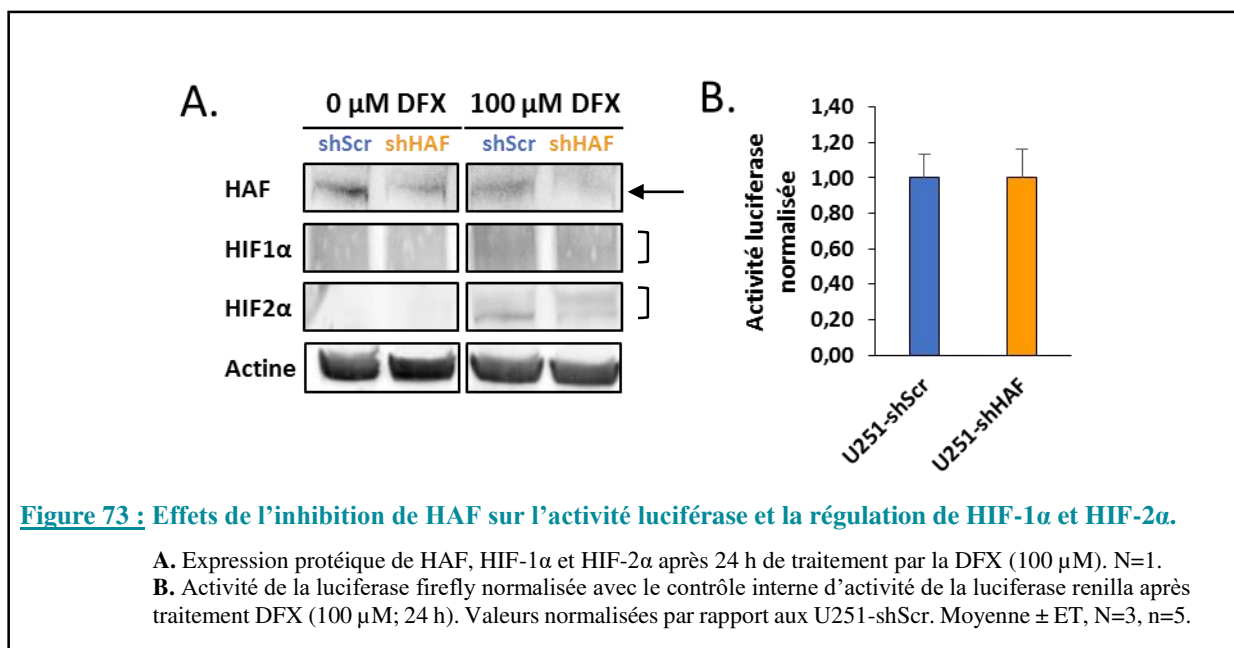 A.
0 µM DFX 100 µM DFX
shScr shHAF shScr shHAF
HAF
HIF1α
HIF2α
Actine
B.
Activité luciferase
normalisée
1,40
1,20
1,00
0,80
0,60
0,40
0,20
0,00
U251-shScr
U251-shHAF
Figure 73 : Effets de l’inhibition de HAF sur l’activité luciférase et la régulation de HIF-1α et HIF-2α.
A. Expression protéique de HAF, HIF-1α et HIF-2α après 24 h de traitement par la DFX (100 µM). N=1.
B. Activité de la luciferase firefly normalisée avec le contrôle interne d’activité de la luciferase renilla après
traitement DFX (100 µM; 24 h). Valeurs normalisées par rapport aux U251-shScr. Moyenne ± ET, N=3, n=5.